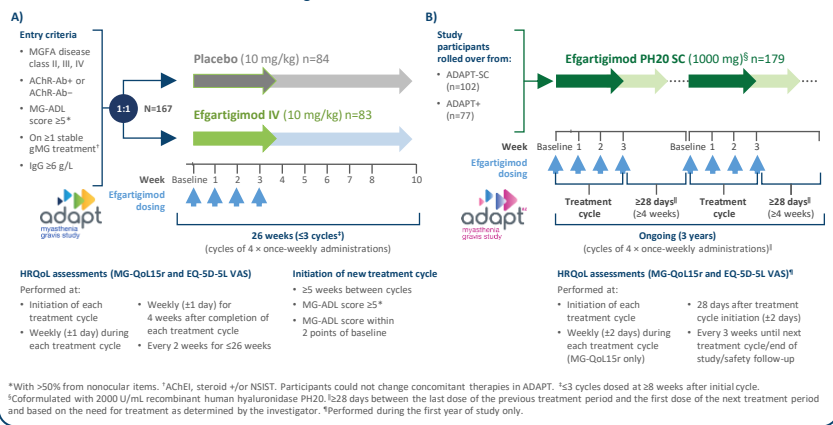 A)
Entry criteria
• MGFA disease
class II, III, IV
• AChR-Ab+ or
AChR-Ab−
• MG-ADL
score ≥5*
• On ≥1 stable
gMG treatment†
• IgG ≥6 g/L
1:1
N=167
Placebo (10 mg/kg) n=84
Efgartigimod IV (10 mg/kg) n=83
Week Baseline 1 2 3 4 5 6 7 8 10
Efgartigimod
dosing
adapt
myasthenia
gravis study
26 weeks (≤3 cycles‡)
(cycles of 4 × once-weekly administrations)
HRQoL assessments (MG-QoL15r and EQ-5D-5L VAS)
Performed at:
• Initiation of each
treatment cycle
• Weekly (±1 day) during
each treatment cycle
• Weekly (±1 day) for
4 weeks after completion of
each treatment cycle
• Every 2 weeks for ≤26 weeks
Initiation of new treatment cycle
• ≥5 weeks between cycles
• MG-ADL score ≥5*
• MG-ADL score within
2 points of baseline
B)
Study
participants
rolled over from:
• ADAPT-SC
(n=102)
• ADAPT+
(n=77)
Efgartigimod PH20 SC (1000 mg)§ n=179
Week Baseline 1 2 3 Baseline 1 2 3
Efgartigimod
dosing
Treatment
cycle
≥28 days‖
(≥4 weeks)
Treatment
cycle
≥28 days‖
(≥4 weeks)
adapt
myasthenia
gravis study
Ongoing (3 years)
(cycles of 4 × once-weekly administrations)‖
HRQoL assessments (MG-QoL15r and EQ-5D-5L VAS)¶
Performed at:
• Initiation of each
treatment cycle
• Weekly (±2 days) during
each treatment cycle
(MG-QoL15r only)
• 28 days after treatment
cycle initiation (±2 days)
• Every 3 weeks until next
treatment cycle/end of
study/safety follow-up
*With >50% from nonocular items. †AChEI, steroid +/or NSIST. Participants could not change concomitant therapies in ADAPT. ‡≤3 cycles dosed at ≥8 weeks after initial cycle.
§Coformulated with 2000 U/mL recombinant human hyaluronidase PH20. ‖≥28 days between the last dose of the previous treatment period and the first dose of the next treatment period
and based on the need for treatment as determined by the investigator. ¶Performed during the first year of study only.